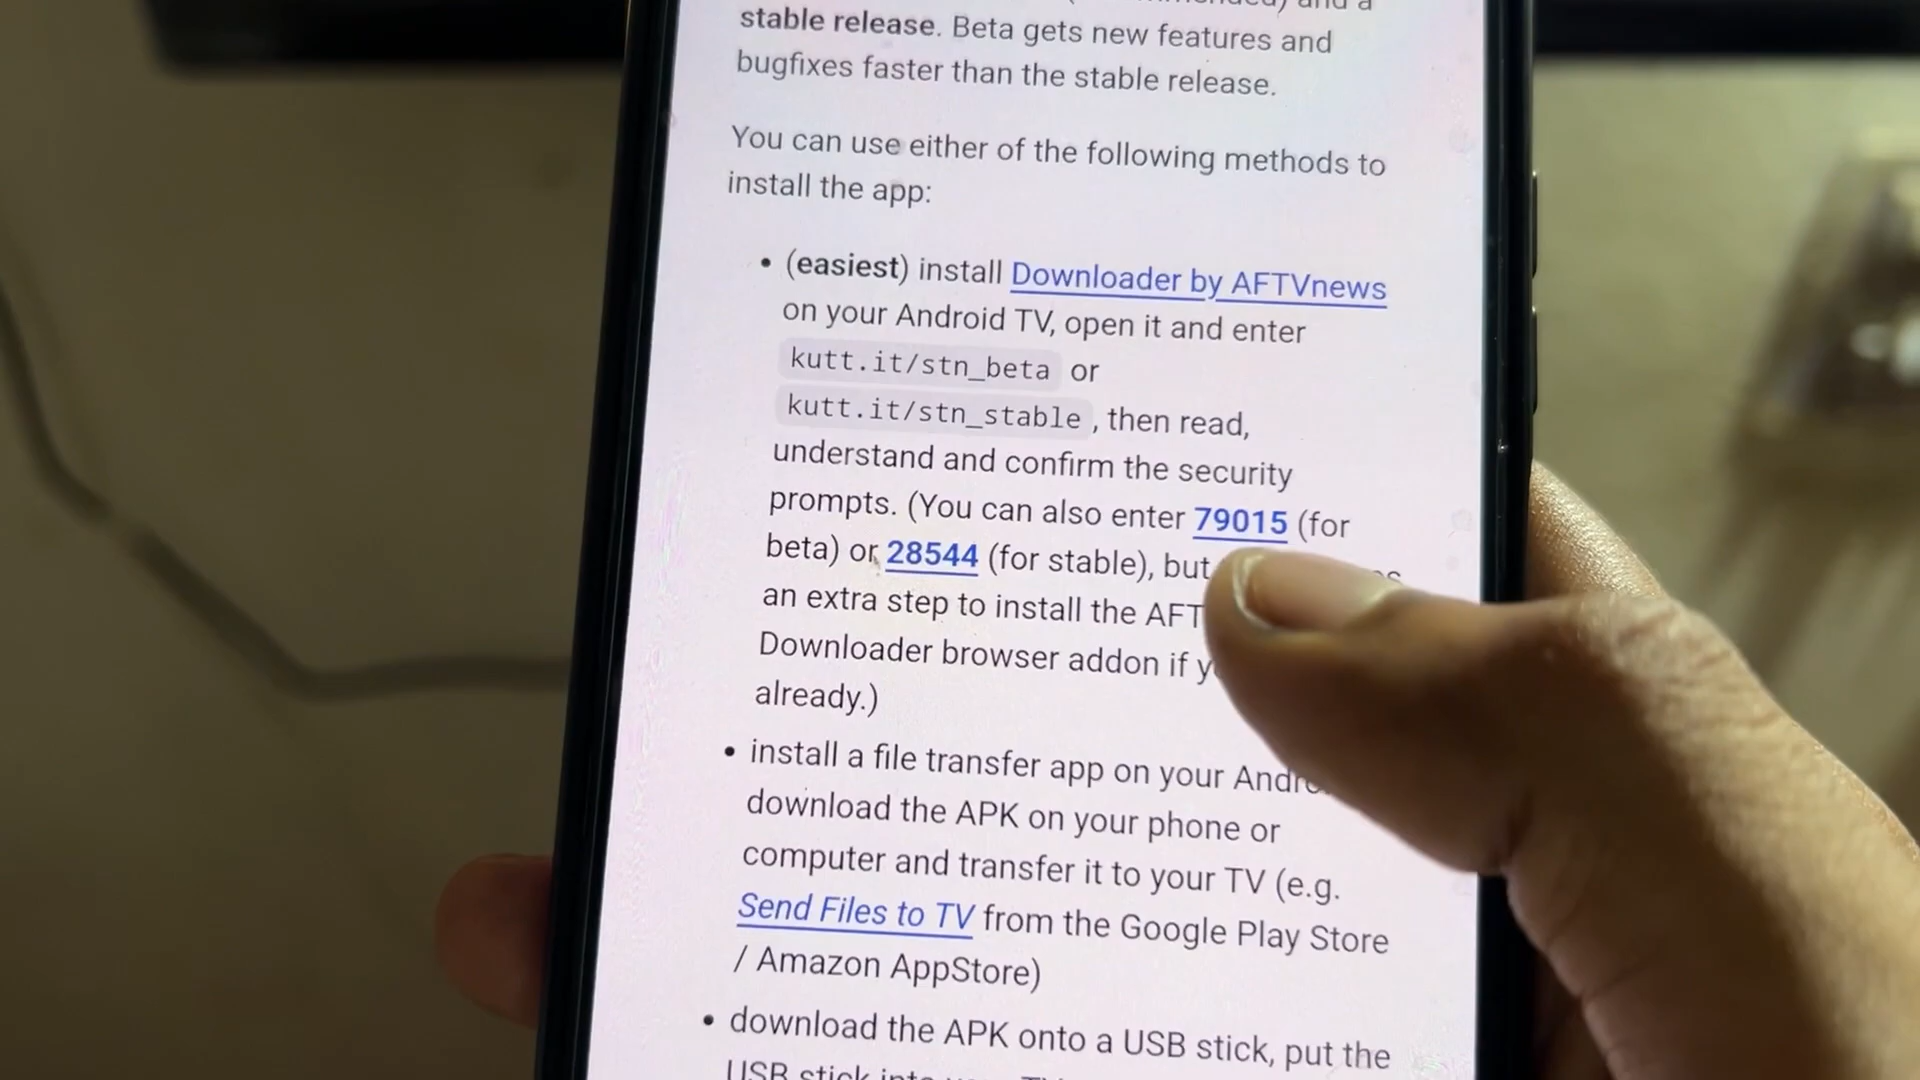 and a
stable release. Beta gets new features and
bugfixes faster than the stable release.
You can use either of the following methods to
install the app:
• (easiest) install Downloader by AFTVnews
on your Android TV, open it and enter
kutt.it/stn_beta or
kutt.it/stn_stable , then read,
understand and confirm the security
prompts. (You can also enter 79015 (for
beta) or 28544 (for stable), but
an extra step to install the AFT
Downloader browser addon if y
already.)
• install a file transfer app on your Andro
download the APK on your phone or
computer and transfer it to your TV (e.g.
Send Files to TV from the Google Play Store
/ Amazon AppStore)
• download the APK onto a USB stick, put the
USB stick into